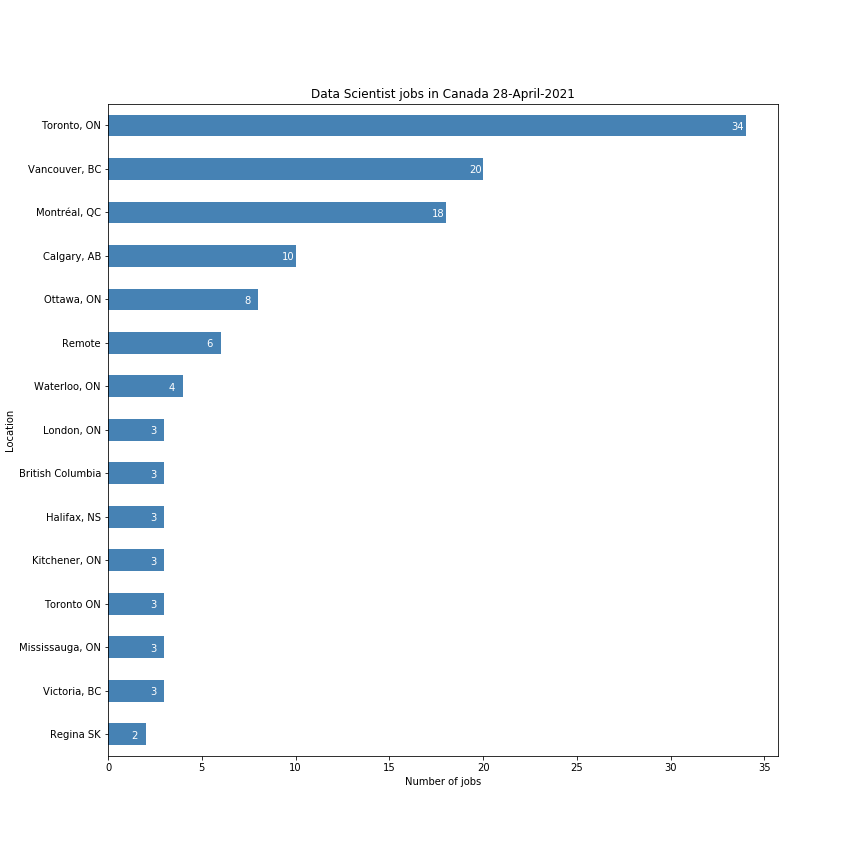 Data Scientist jobs in Canada 28-April-2021
Toronto, ON 34
Vancouver, BC 20
Montréal, QC 18
Calgary, AB 10
Ottawa, ON 8
Remote 6
Waterloo, ON 4
London, ON 3
British Columbia 3
Halifax, NS 3
Kitchener, ON 3
Toronto ON 3
Mississauga, ON 3
Victoria, BC 3
Regina SK 2
Location
0 5 10 15 20 25 30 35
Number of jobs